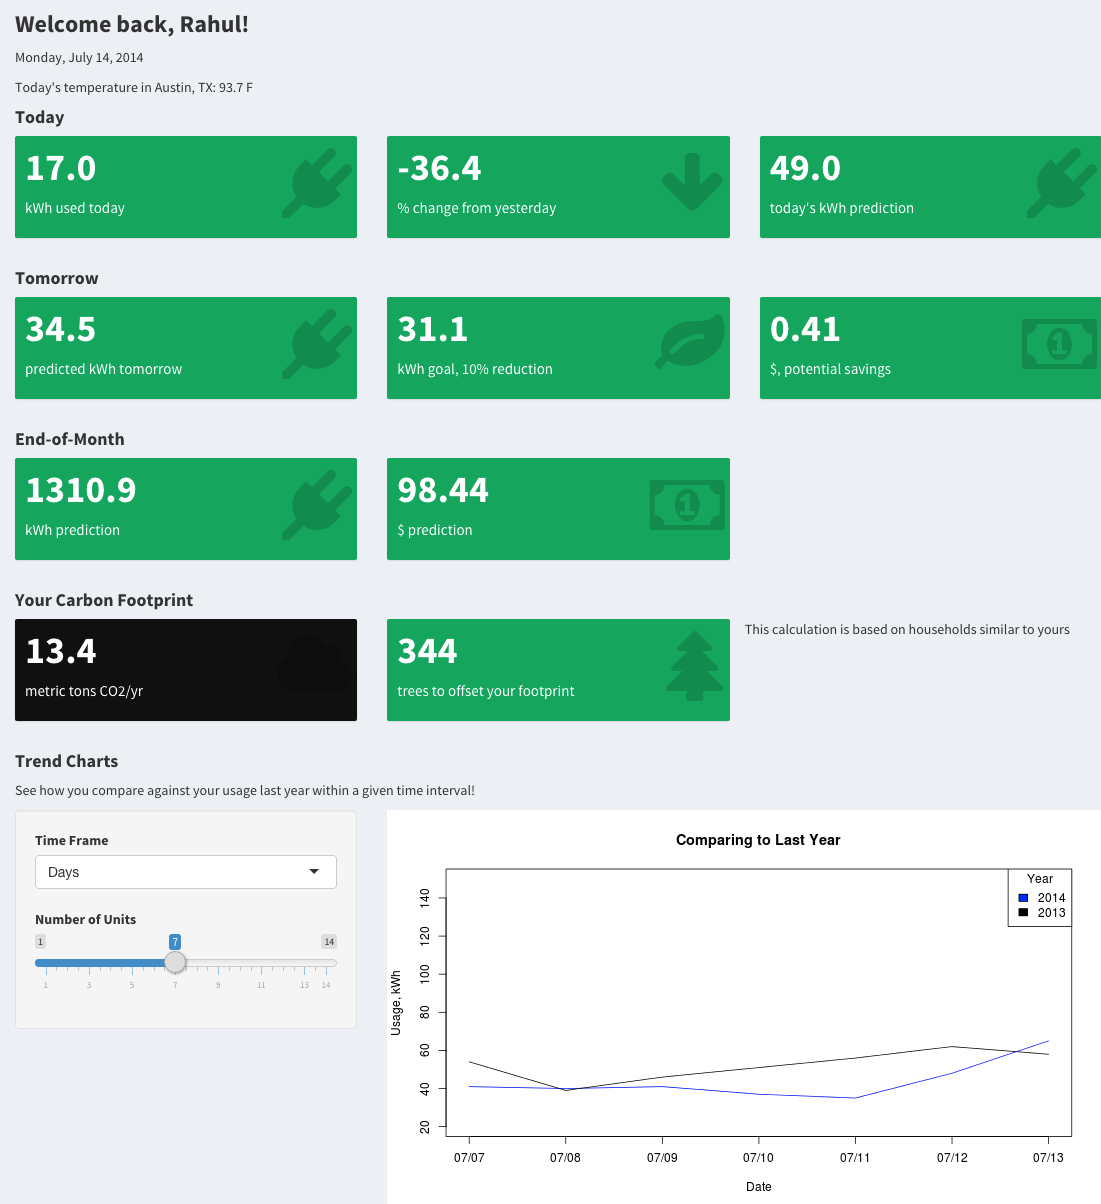 Welcome back, Rahul!
Monday, July 14, 2014
Today's temperature in Austin, TX: 93.7 F
Today
17.0
kWh used today
-36.4
% change from yesterday
49.0
today's kWh prediction
Tomorrow
34.5
predicted kWh tomorrow
31.1
kWh goal, 10% reduction
0.41
$, potential savings
1
End-of-Month
1310.9
kWh prediction
98.44
$ prediction
1
Your Carbon Footprint
13.4
metric tons CO2/yr
344
trees to offset your footprint
This calculation is based on households similar to yours
Trend Charts
See how you compare against your usage last year within a given time interval!
Time Frame
Days
Number of Units
1 7 14
1 3 5 7 9 11 13 14
Comparing to Last Year
Year
2014
2013
Usage, kWh
140
120
100
80
60
40
20
07/07 07/08 07/09 07/10 07/11 07/12 07/13
Date